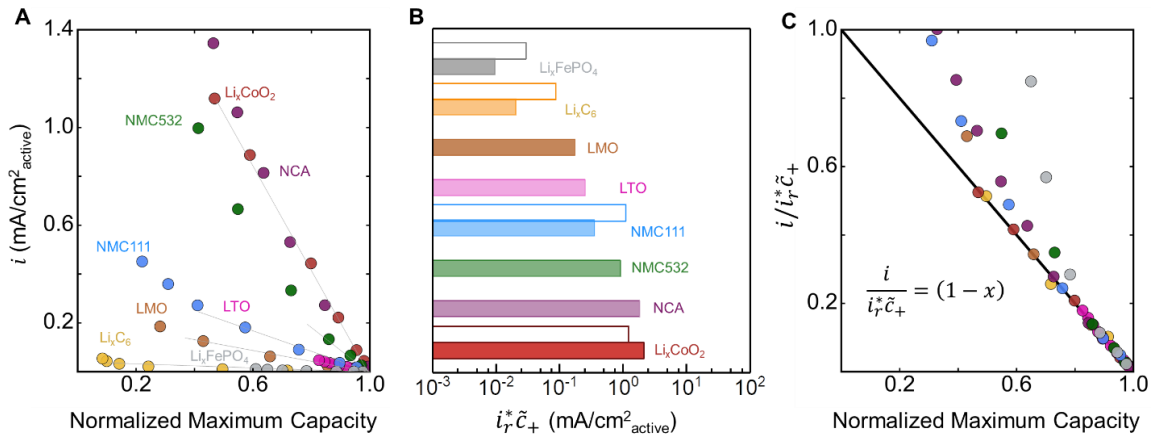 A
i (mA/cm²active)
1.4
1.0
0.6
0.2
LixCoO2
NMC532
NCA
NMC111
LMO
LTO
LixFePO4
LixC6
0.2
0.6
1.0
Normalized Maximum Capacity
B
LixFePO4
LixC6
LMO
LTO
NMC111
NMC532
NCA
LixCoO2
10⁻³
10⁻²
10⁻¹
10⁰
10¹
10²
i*r c̃+ (mA/cm²active)
C
i/i*r c̃+
1.0
0.6
0.2
i/i*r c̃+ = (1 − x)
0.2
0.6
1.0
Normalized Maximum Capacity